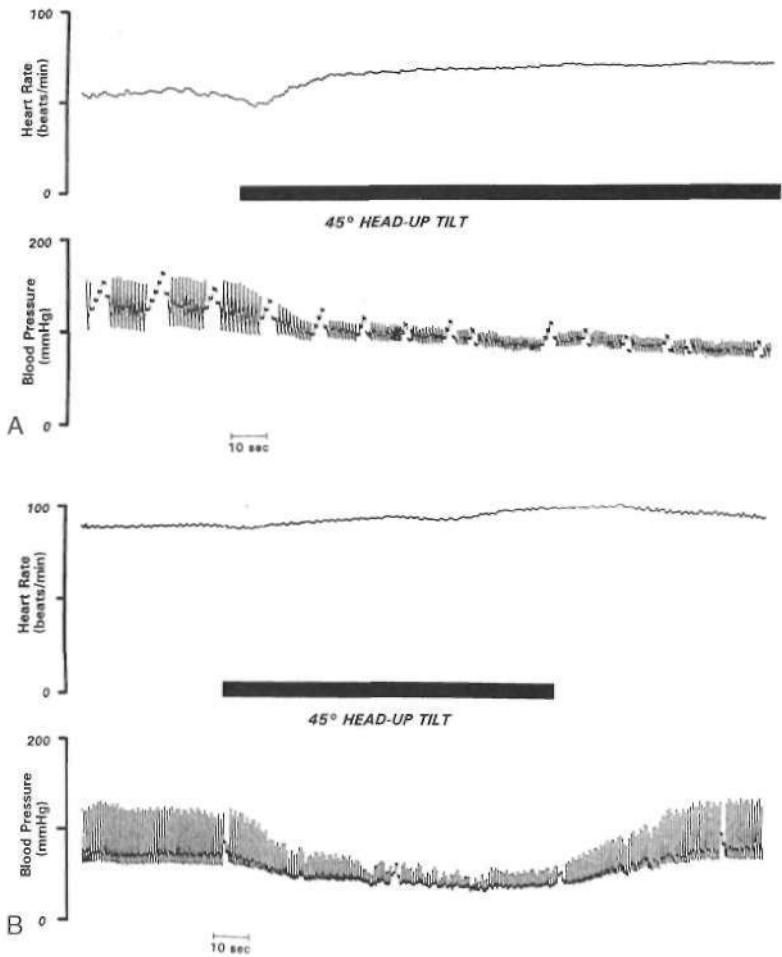 100
Heart Rate
(beats/min)
0
45° HEAD-UP TILT
200
Blood Pressure
(mmHg)
0
A
10 sec
100
Heart Rate
(beats/min)
0
45° HEAD-UP TILT
200
Blood Pressure
(mmHg)
0
B
10 sec